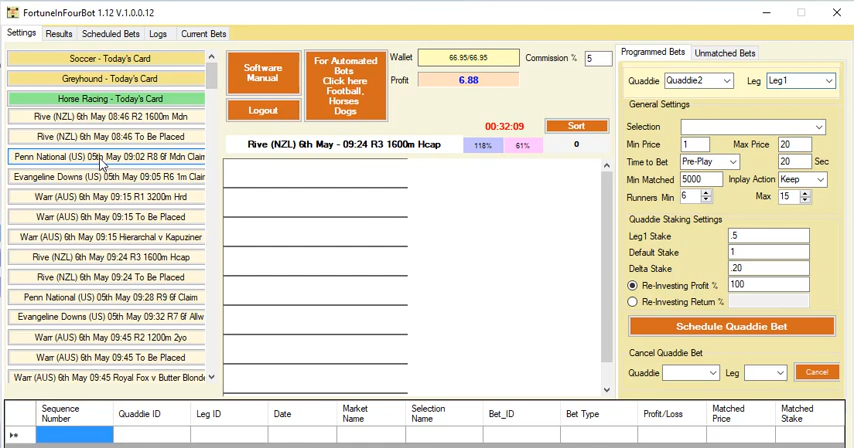 FortuneInFourBot 1.12 V.1.0.0.12
Settings Results Scheduled Bets Logs Current Bets
Soccer - Today's Card
Greyhound - Today's Card
Horse Racing - Today's Card
Rive (NZL) 6th May 08:46 R2 1600m Mdn
Rive (NZL) 6th May 08:46 To Be Placed
Penn National (US) 05th May 09:02 R8 6f Mdn Claim
Evangeline Downs (US) 05th May 09:05 R6 1m Clair
Warr (AUS) 6th May 09:15 R1 3200m Hrd
Warr (AUS) 6th May 09:15 To Be Placed
Warr (AUS) 6th May 09:15 Hierarchal v Kapuziner
Rive (NZL) 6th May 09:24 R3 1600m Hcap
Rive (NZL) 6th May 09:24 To Be Placed
Penn National (US) 05th May 09:28 R9 6f Claim
Evangeline Downs (US) 05th May 09:32 R7 6f Allw
Warr (AUS) 6th May 09:45 R2 1200m 2yo
Warr (AUS) 6th May 09:45 To Be Placed
Warr (AUS) 6th May 09:45 Royal Fox v Butter Blonde
Software
Manual
Logout
For Automated
Bots
Click here
Football,
Horses
Dogs
Wallet 66.95/66.95 Commission % 5
Profit 6.88
00:32:09 Sort
Rive (NZL) 6th May - 09:24 R3 1600m Hcap 118% 61% 0
Programmed Bets Unmatched Bets
Quaddie Quaddie2 Leg Leg1
General Settings
Selection
Min Price 1 Max Price 20
Time to Bet Pre-Play 20 Sec
Min Matched 5000 Inplay Action Keep
Runners Min 6 Max 15
Quaddie Staking Settings
Leg1 Stake .5
Default Stake 1
Delta Stake .20
Re-Investing Profit % 100
Re-Investing Return %
Schedule Quaddie Bet
Cancel Quaddie Bet
Quaddie Leg Cancel
Sequence Number Quaddie ID Leg ID Date Market Name Selection Name Bet_ID Bet Type Profit/Loss Matched Price Matched Stake